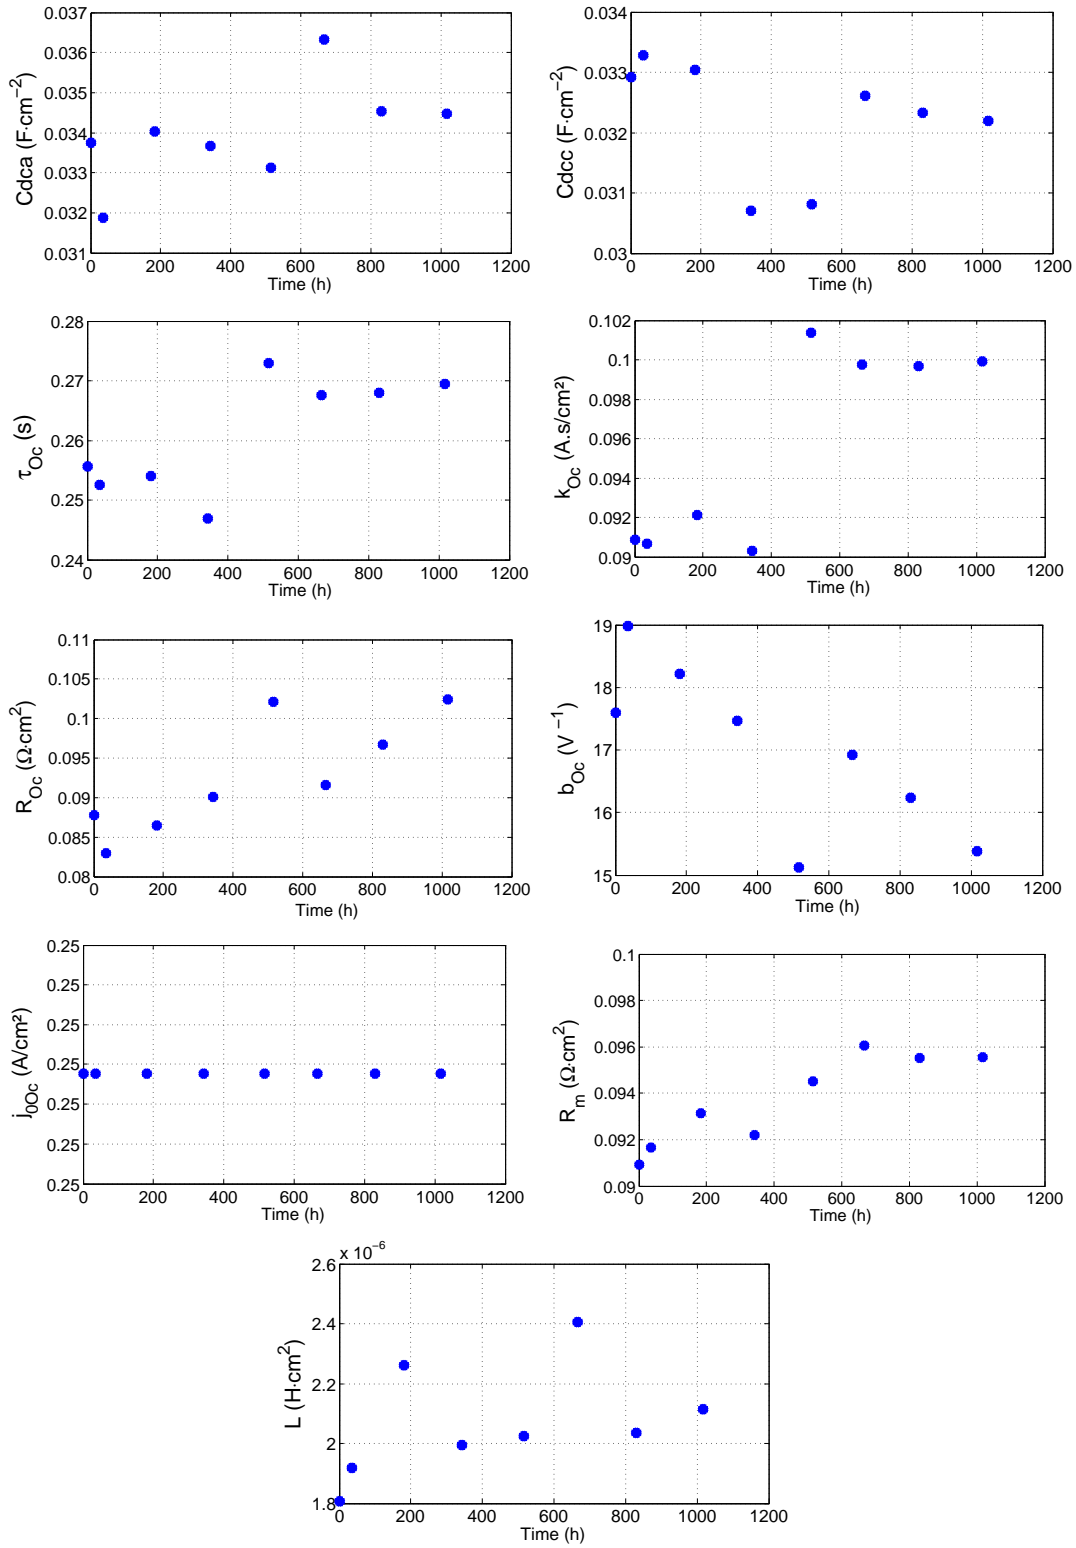 0.037
0.036
0.035
0.034
0.033
0.032
0.031
Cdca (F·cm−2)
0 200 400 600 800 1000 1200
Time (h)
0.034
0.033
0.032
0.031
0.03
Cdcc (F·cm−2)
0 200 400 600 800 1000 1200
Time (h)
0.28
0.27
0.26
0.25
0.24
τOc (s)
0 200 400 600 800 1000 1200
Time (h)
0.102
0.1
0.098
0.096
0.094
0.092
0.09
kOc (A.s/cm²)
0 200 400 600 800 1000 1200
Time (h)
0.11
0.105
0.1
0.095
0.09
0.085
0.08
ROc (Ω·cm2)
0 200 400 600 800 1000 1200
Time (h)
19
18
17
16
15
bOc (V−1)
0 200 400 600 800 1000 1200
Time (h)
0.25
0.25
0.25
0.25
0.25
0.25
0.25
j0Oc (A/cm²)
0 200 400 600 800 1000 1200
Time (h)
0.1
0.098
0.096
0.094
0.092
0.09
Rm (Ω·cm2)
0 200 400 600 800 1000 1200
Time (h)
x 10−6
2.6
2.4
2.2
2
1.8
L (H·cm2)
0 200 400 600 800 1000 1200
Time (h)